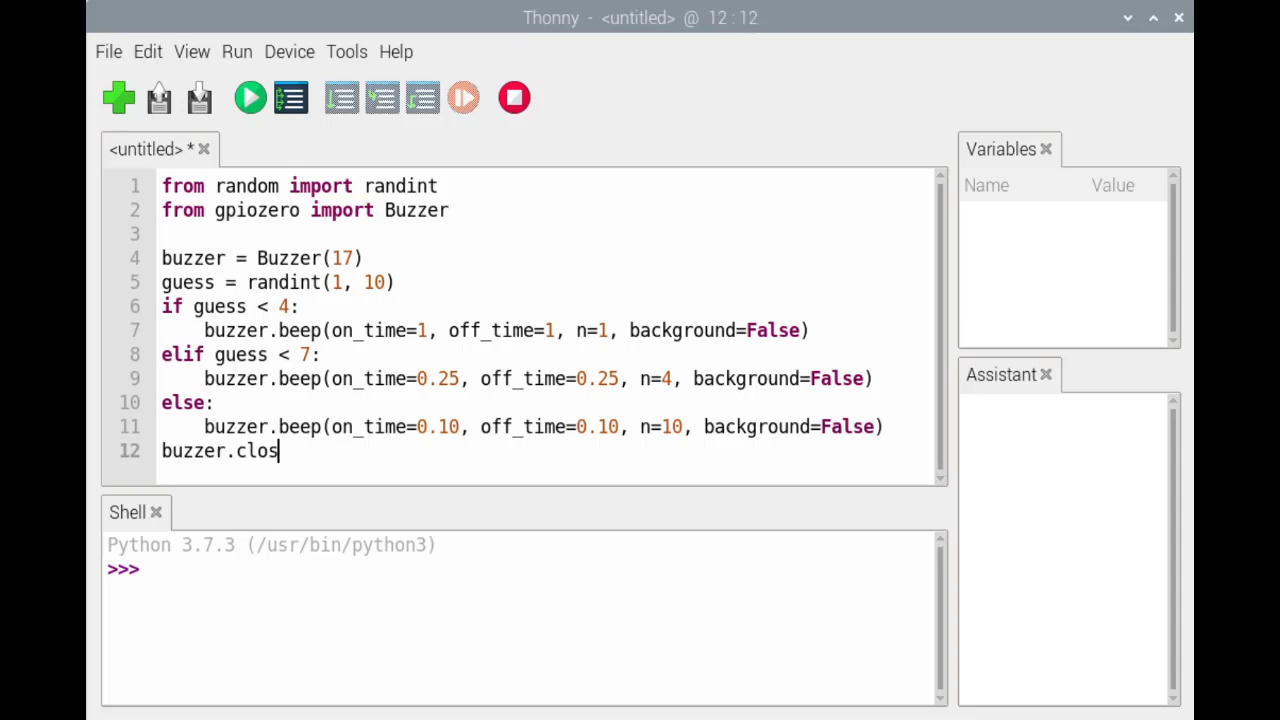 Thonny - <untitled> @ 12:12
File Edit View Run Device Tools Help
<untitled> *
1 from random import randint
2 from gpiozero import Buzzer
3
4 buzzer = Buzzer(17)
5 guess = randint(1, 10)
6 if guess < 4:
7     buzzer.beep(on_time=1, off_time=1, n=1, background=False)
8 elif guess < 7:
9     buzzer.beep(on_time=0.25, off_time=0.25, n=4, background=False)
10 else:
11     buzzer.beep(on_time=0.10, off_time=0.10, n=10, background=False)
12 buzzer.clos
Shell
Python 3.7.3 (/usr/bin/python3)
>>>
Variables
Name Value
Assistant